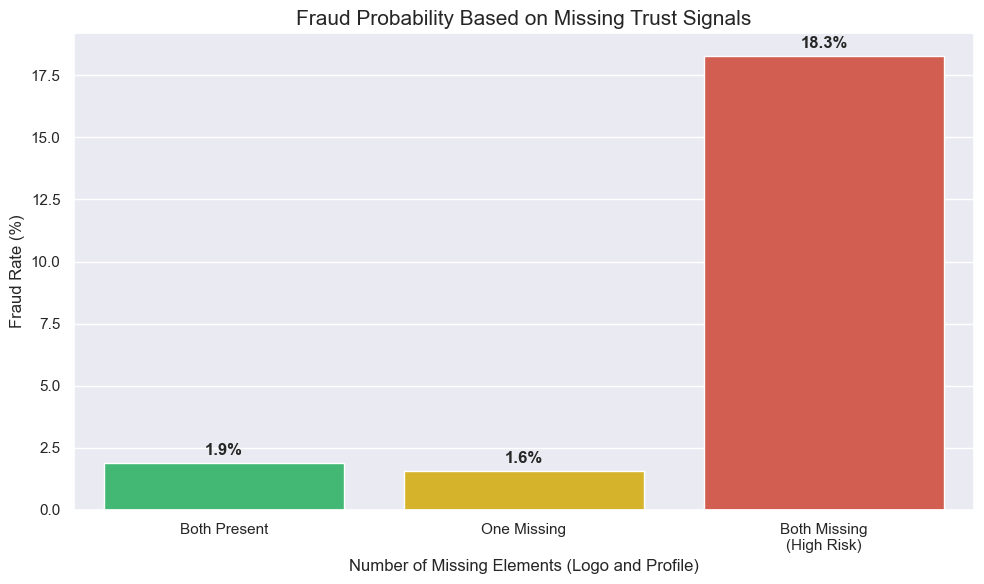 Fraud Probability Based on Missing Trust Signals
18.3%
17.5
15.0
12.5
10.0
7.5
5.0
2.5
0.0
Fraud Rate (%)
1.9%
1.6%
Both Present
One Missing
Both Missing
(High Risk)
Number of Missing Elements (Logo and Profile)